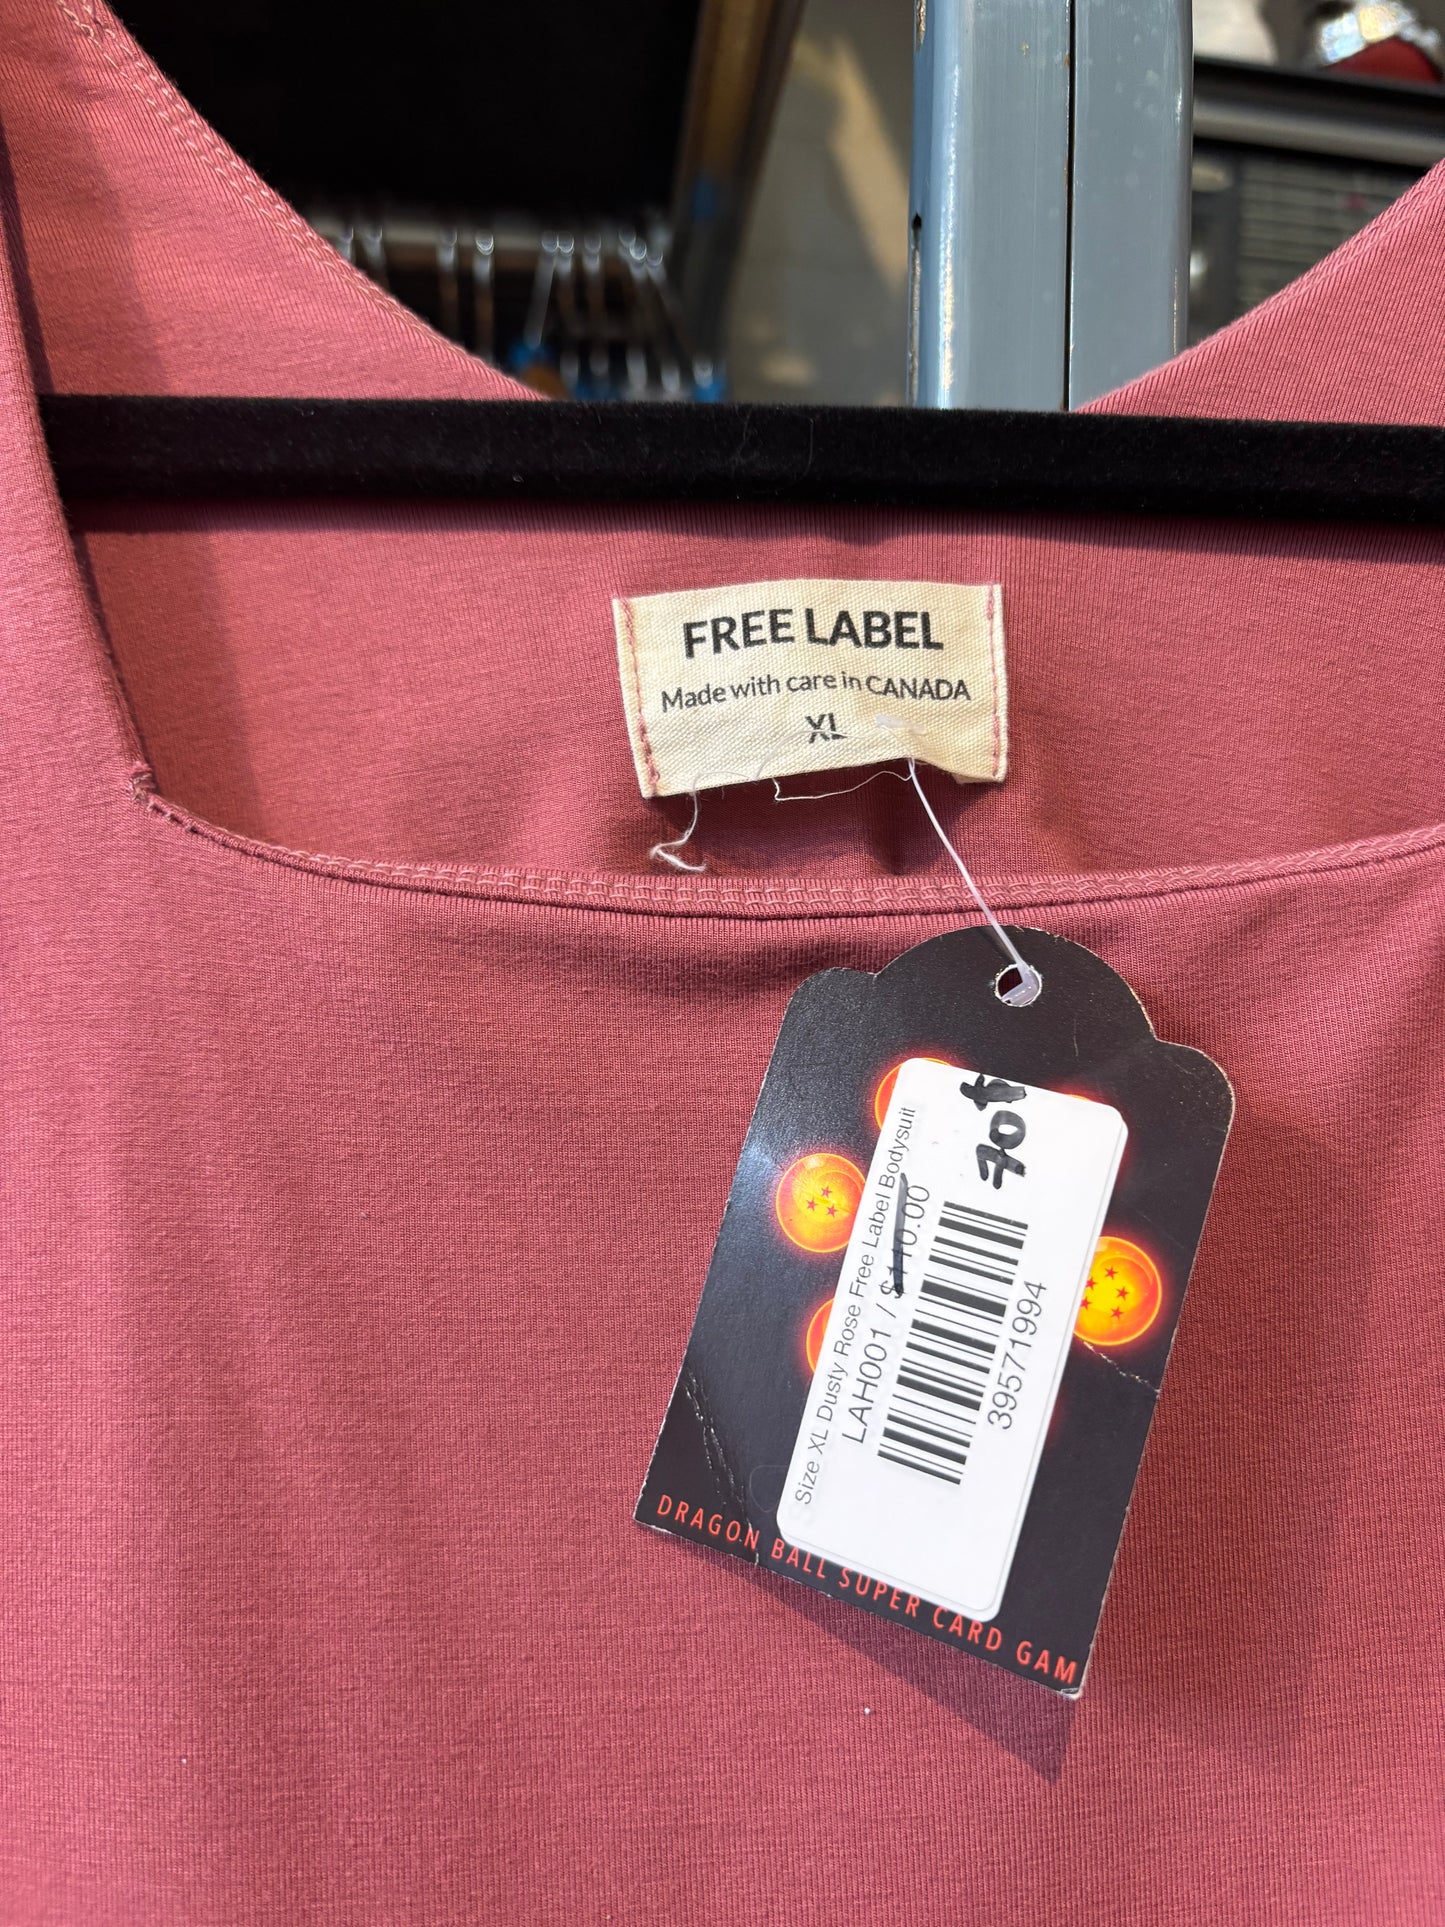 FREE LABEL
Made with care in CANADA
XL
Size XL Dusty Rose Free Label Bodysuit
LAH001 / $110.00
39571994
DRAGON BALL SUPER CARD GAM